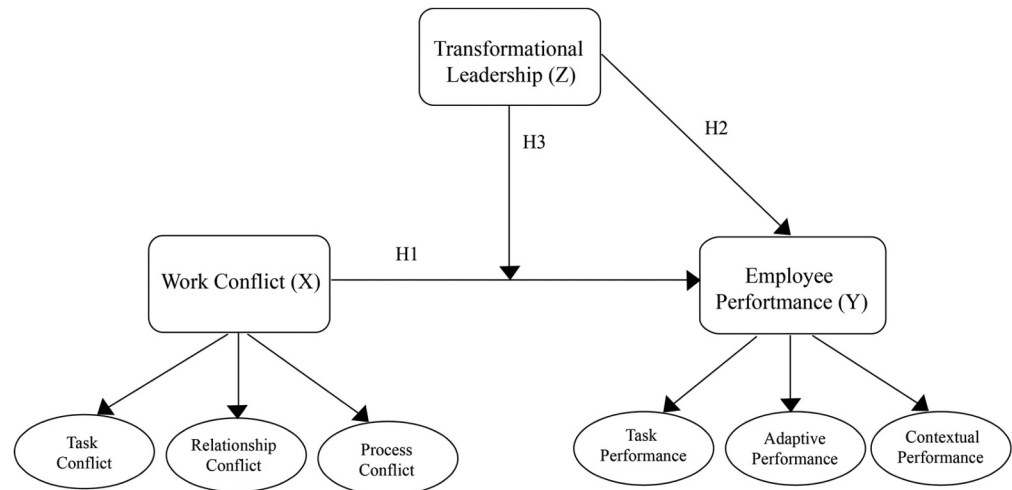 Transformational
Leadership (Z)
H3
H2
Work Conflict (X)
H1
Employee
Perfortmance (Y)
Task
Conflict
Relationship
Conflict
Process
Conflict
Task
Performance
Adaptive
Performance
Contextual
Performance